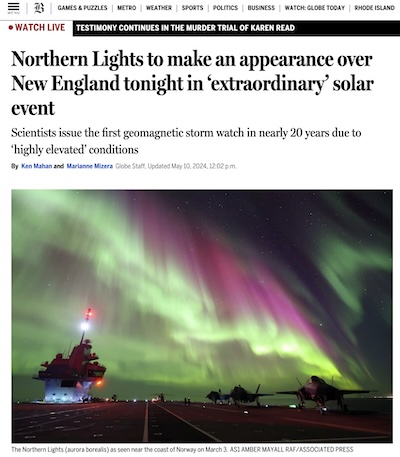 B GAMES & PUZZLES METRO WEATHER SPORTS POLITICS BUSINESS WATCH: GLOBE TODAY RHODE ISLAND
WATCH LIVE TESTIMONY CONTINUES IN THE MURDER TRIAL OF KAREN READ
Northern Lights to make an appearance over
New England tonight in ‘extraordinary’ solar
event
Scientists issue the first geomagnetic storm watch in nearly 20 years due to
‘highly elevated’ conditions
By Ken Mahan and Marianne Mizera Globe Staff, Updated May 10, 2024, 12:02 p.m.
The Northern Lights (aurora borealis) as seen near the coast of Norway on March 3. AS1 AMBER MAYALL RAF/ASSOCIATED PRESS